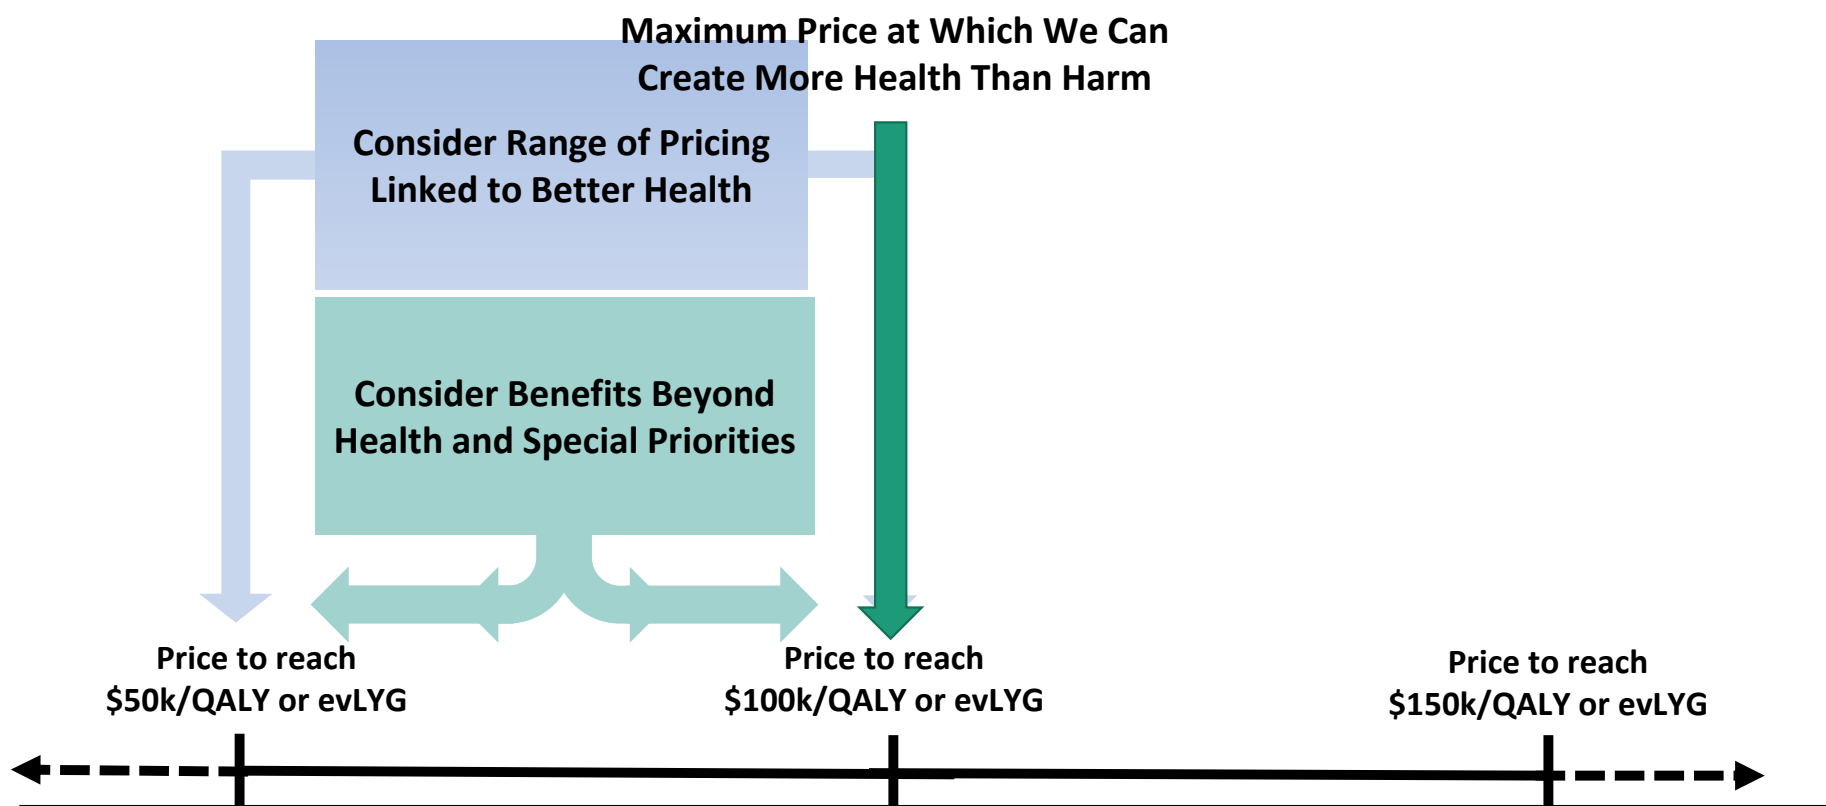 Maximum Price at Which We Can
Create More Health Than Harm
Consider Range of Pricing
Linked to Better Health
Consider Benefits Beyond
Health and Special Priorities
Price to reach
$50k/QALY or evLYG
Price to reach
$100k/QALY or evLYG
Price to reach
$150k/QALY or evLYG